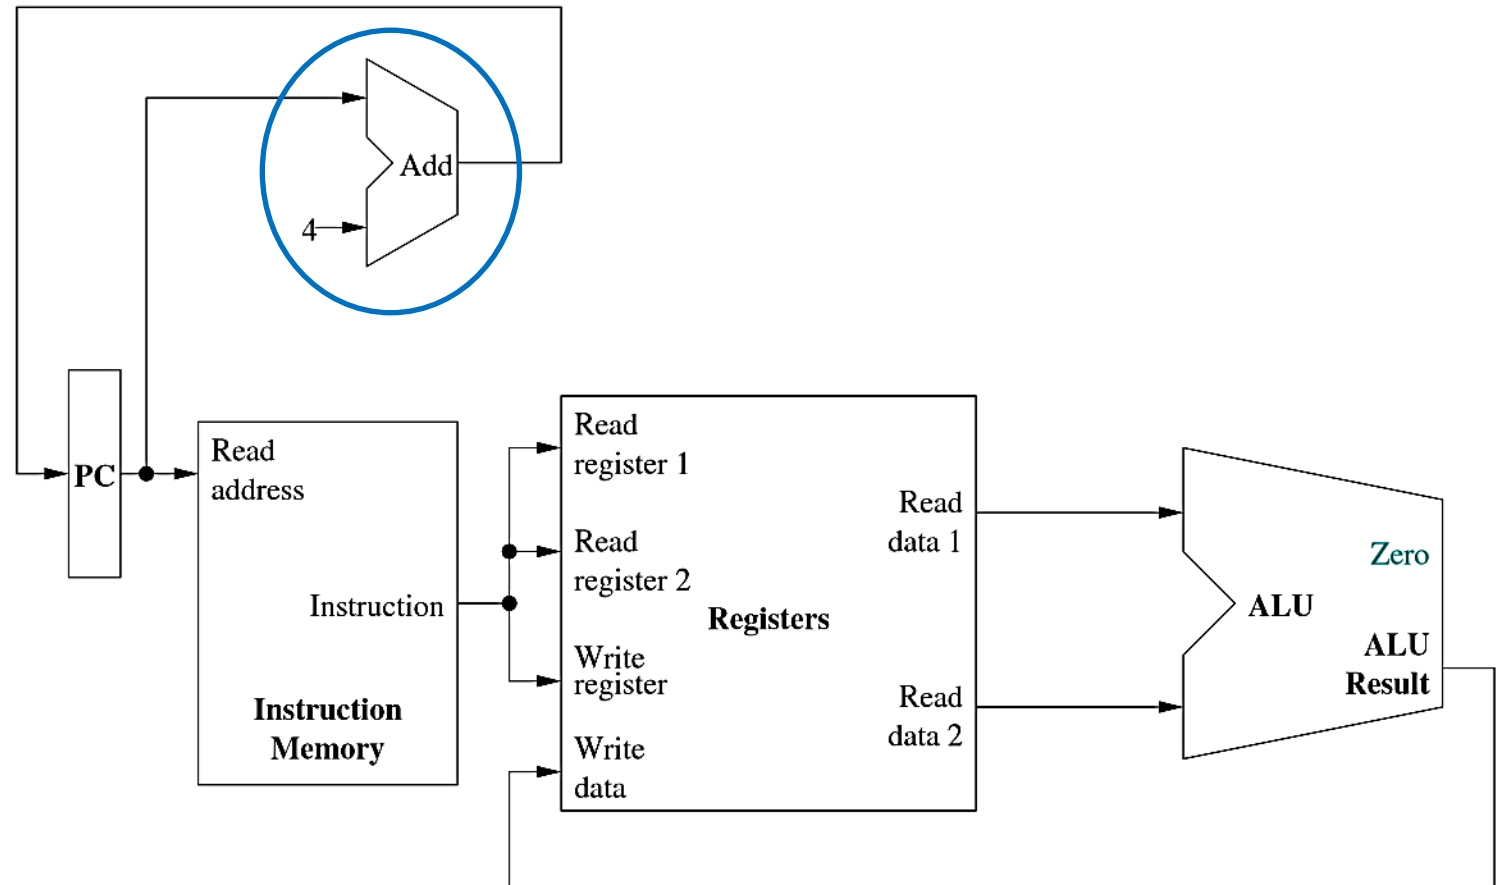 Add
4
PC
Read
address
Instruction
Instruction
Memory
Read
register 1
Read
register 2
Write
register
Write
data
Registers
Read
data 1
Read
data 2
Zero
ALU
ALU
Result